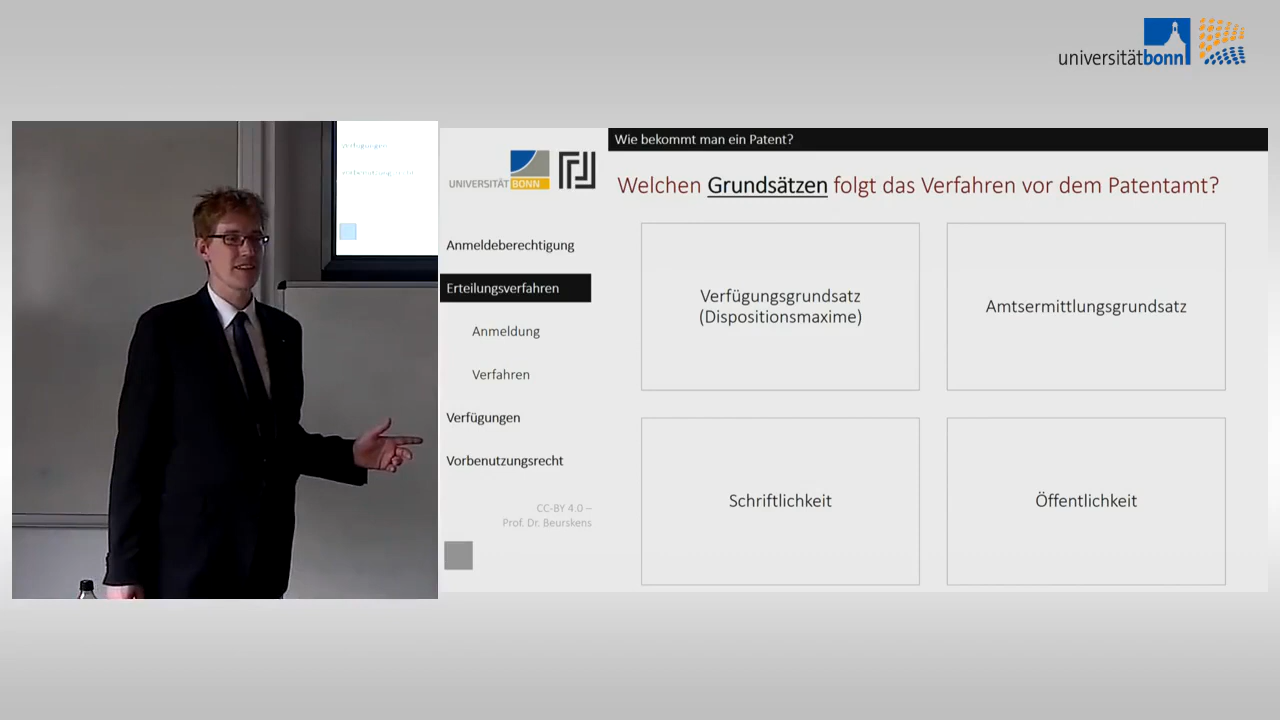 universitätbonn
Verfügungen
Wie bekommt man ein Patent?
UNIVERSITÄT BONN
Welchen Grundsätzen folgt das Verfahren vor dem Patentamt?
Anmeldeberechtigung
Erteilungsverfahren
Anmeldung
Verfahren
Verfügungen
Vorbenutzungsrecht
CC-BY 4.0 –
Prof. Dr. Beurskens
Verfügungsgrundsatz
(Dispositionsmaxime)
Amtsermittlungsgrundsatz
Schriftlichkeit
Öffentlichkeit